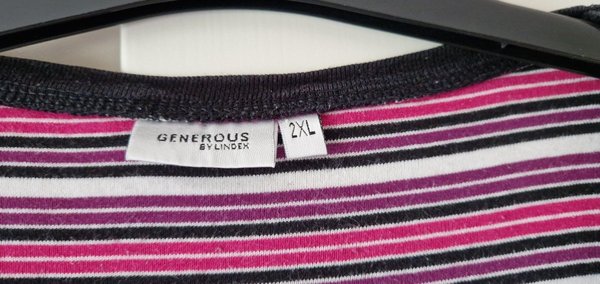 GENEROUS
BY LINDEX
2XL